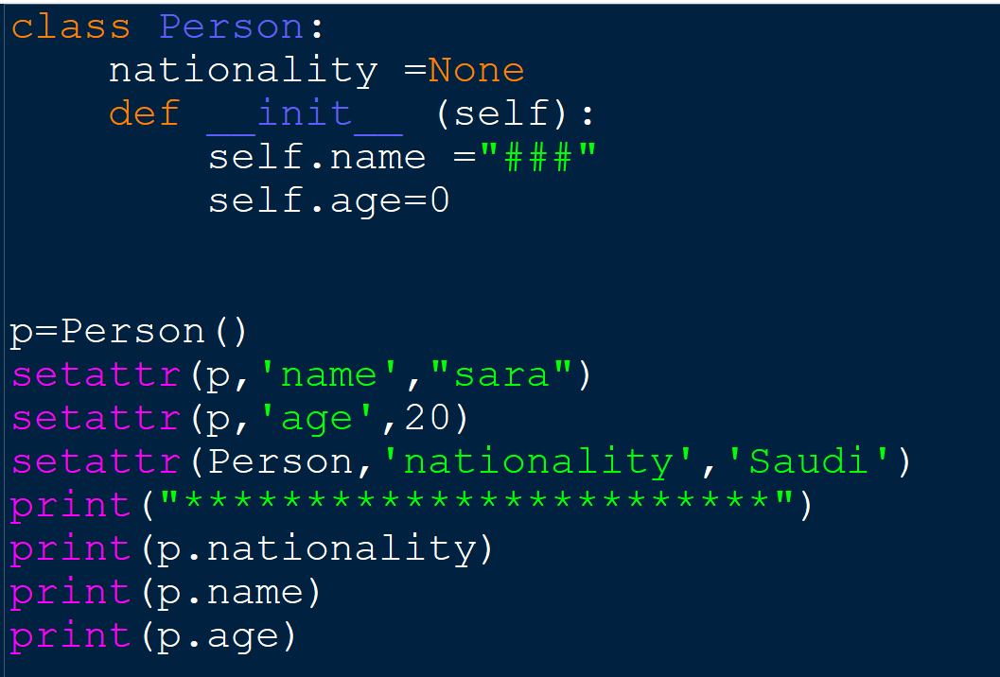 class Person:
    nationality =None
    def __init__ (self):
        self.name ="###"
        self.age=0
p=Person()
setattr(p,'name',"sara")
setattr(p,'age',20)
setattr(Person,'nationality','Saudi')
print("************************")
print(p.nationality)
print(p.name)
print(p.age)